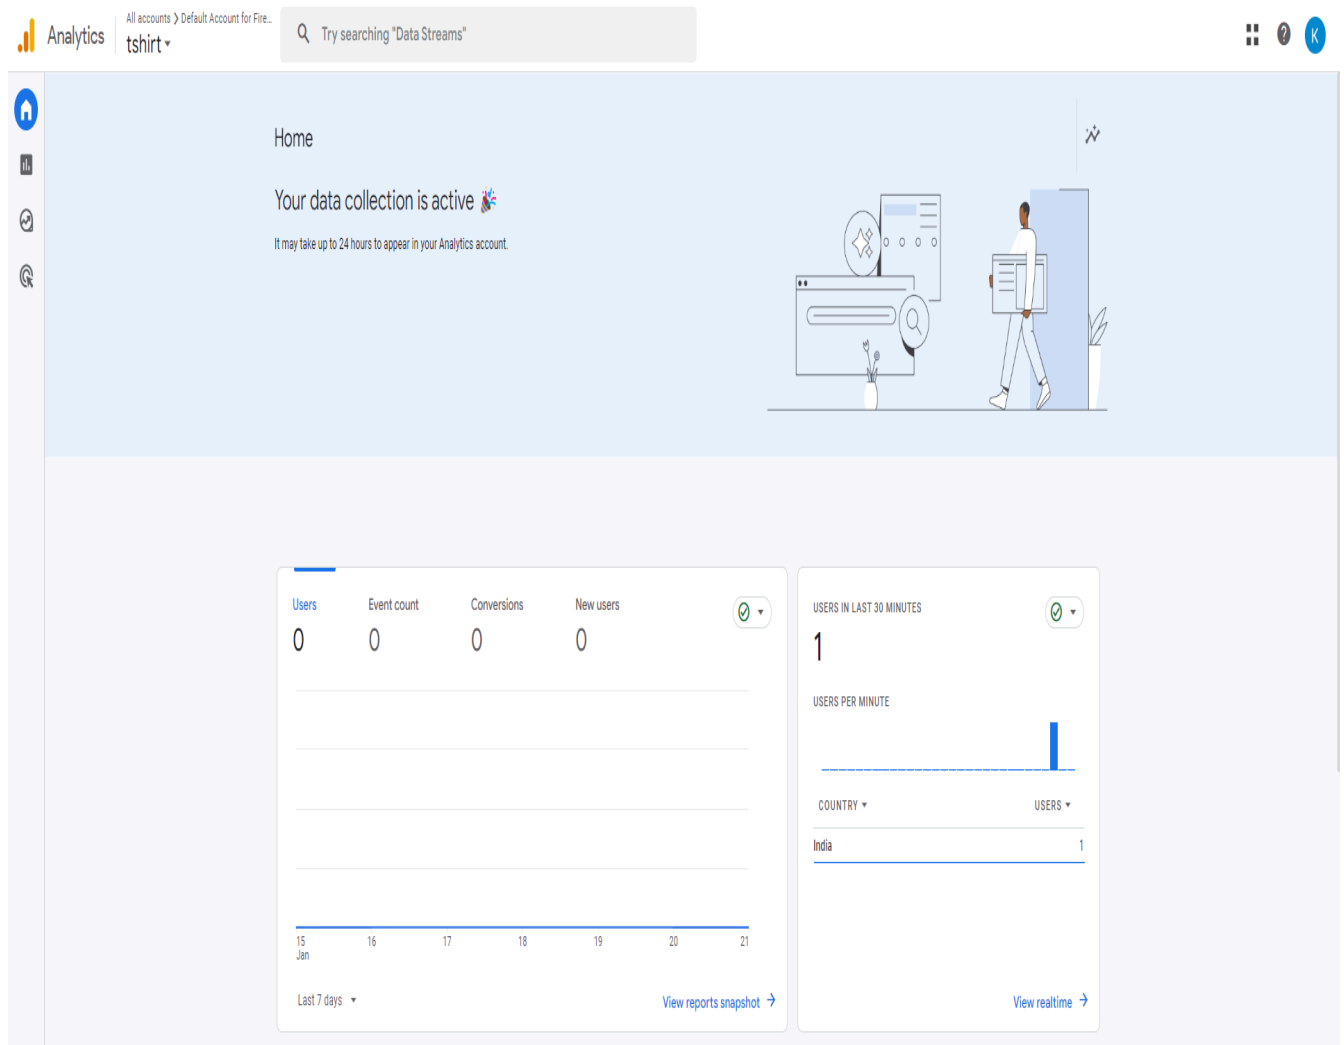 Analytics
All accounts > Default Account for Fire...
tshirt
Try searching "Data Streams"
K
Home
Your data collection is active 🎉
It may take up to 24 hours to appear in your Analytics account.
Users Event count Conversions New users
0 0 0 0
15 16 17 18 19 20 21
Jan
Last 7 days
View reports snapshot
USERS IN LAST 30 MINUTES
1
USERS PER MINUTE
COUNTRY USERS
India 1
View realtime